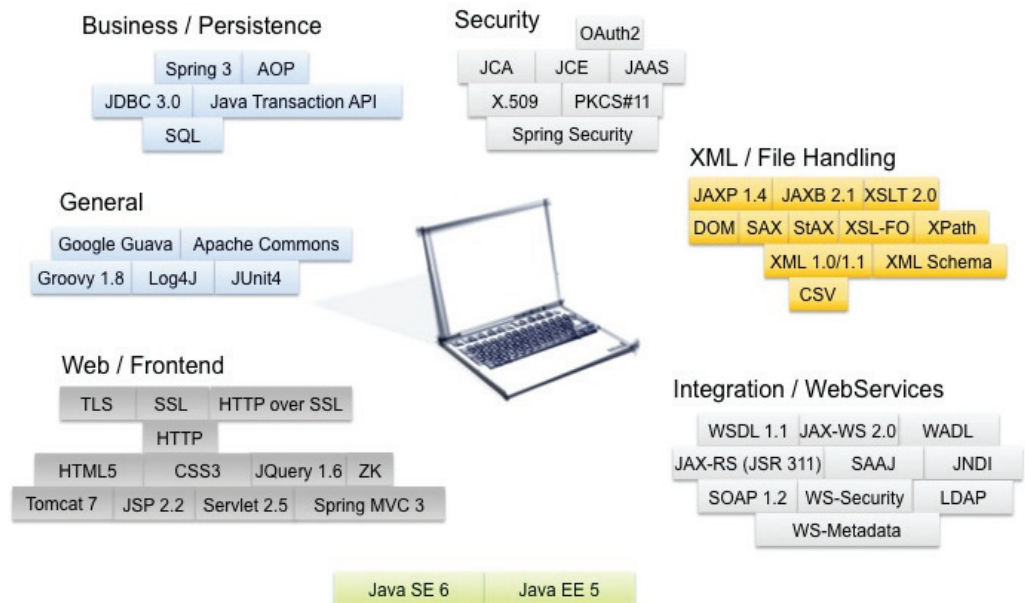 Business / Persistence
Spring 3 AOP
JDBC 3.0 Java Transaction API
SQL
Security
OAuth2
JCA JCE JAAS
X.509 PKCS#11
Spring Security
XML / File Handling
JAXP 1.4 JAXB 2.1 XSLT 2.0
DOM SAX StAX XSL-FO XPath
XML 1.0/1.1 XML Schema
CSV
General
Google Guava Apache Commons
Groovy 1.8 Log4J JUnit4
Web / Frontend
TLS SSL HTTP over SSL
HTTP
HTML5 CSS3 JQuery 1.6 ZK
Tomcat 7 JSP 2.2 Servlet 2.5 Spring MVC 3
Integration / WebServices
WSDL 1.1 JAX-WS 2.0 WADL
JAX-RS (JSR 311) SAAJ JNDI
SOAP 1.2 WS-Security LDAP
WS-Metadata
Java SE 6 Java EE 5